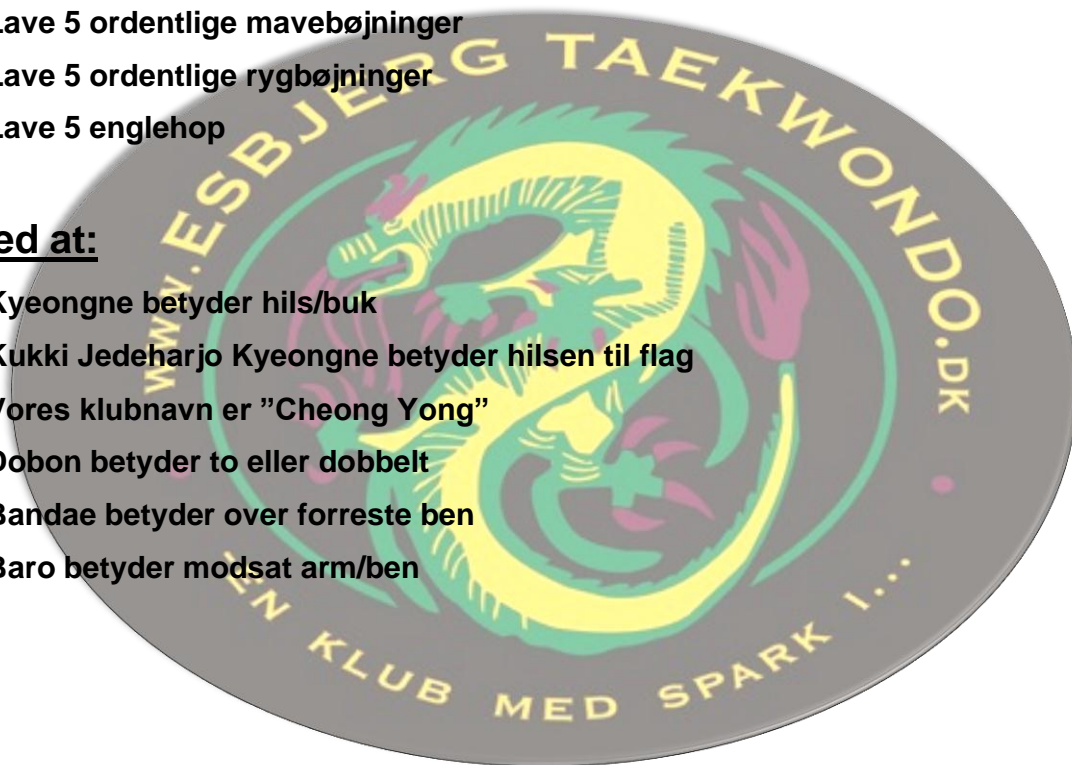 Lave 5 ordentlige mavebøjninger
Lave 5 ordentlige rygbøjninger
Lave 5 englehop
ed at:
Kyeongne betyder hils/buk
Kukki Jedeharjo Kyeongne betyder hilsen til flag
Vores klubnavn er ”Cheong Yong”
Dobon betyder to eller dobbelt
Bandae betyder over forreste ben
Baro betyder modsat arm/ben
WWW.ESBJERG TAEKWONDO.DK
EN KLUB MED SPARK I...